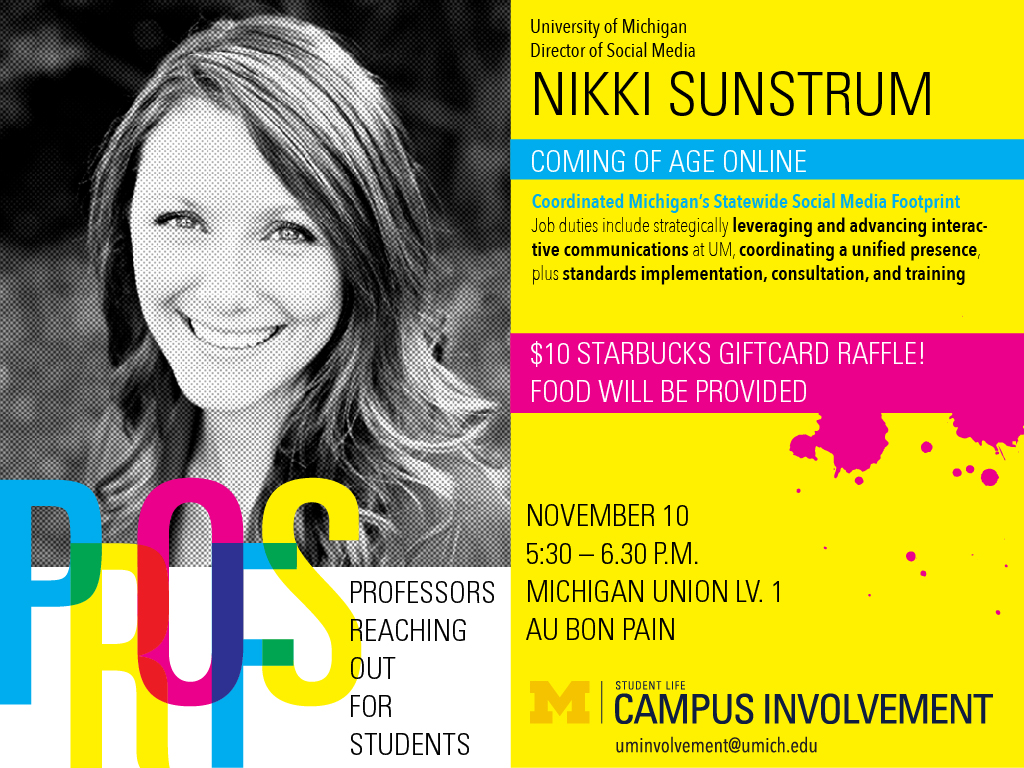 University of Michigan
Director of Social Media
NIKKI SUNSTRUM
COMING OF AGE ONLINE
Coordinated Michigan's Statewide Social Media Footprint
Job duties include strategically leveraging and advancing interac-
tive communications at UM, coordinating a unified presence,
plus standards implementation, consultation, and training
$10 STARBUCKS GIFTCARD RAFFLE!
FOOD WILL BE PROVIDED
PROFS
PROFESSORS
REACHING
OUT
FOR
STUDENTS
NOVEMBER 10
5:30 – 6.30 P.M.
MICHIGAN UNION LV. 1
AU BON PAIN
M
STUDENT LIFE
CAMPUS INVOLVEMENT
uminvolvement@umich.edu